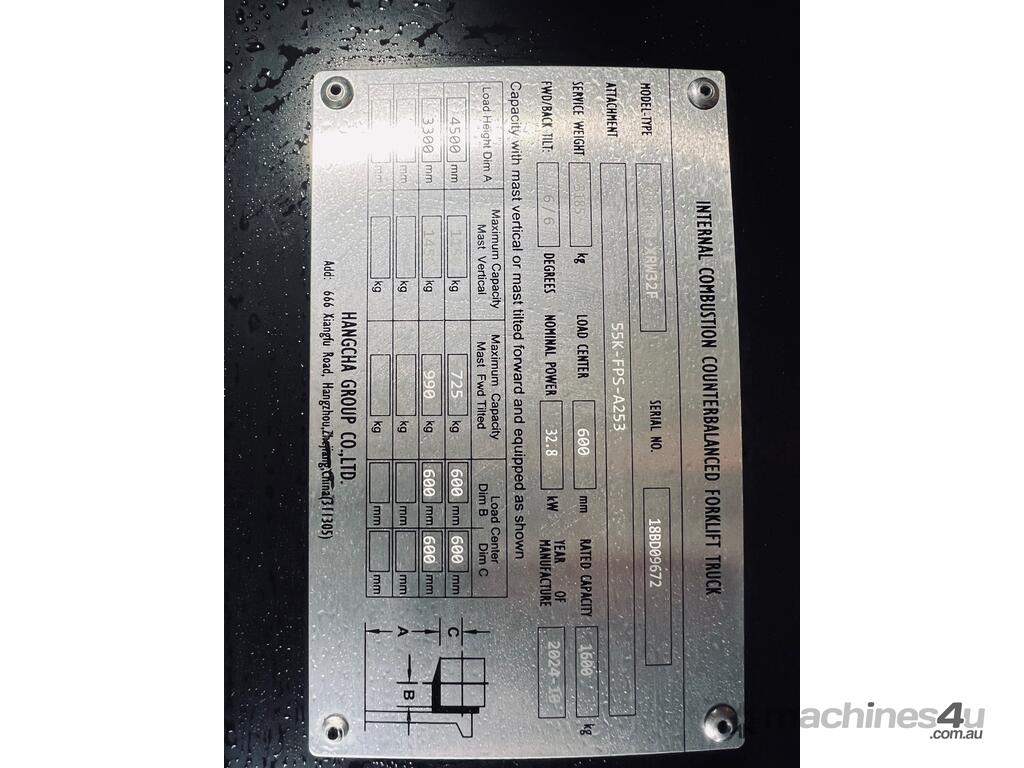 INTERNAL COMBUSTION COUNTERBALANCED FORKLIFT TRUCK
MODEL-TYPE XRW32F SERIAL NO. 18BD09672
ATTACHMENT 55K-FPS-A253
SERVICE WEIGHT kg LOAD CENTER 600 mm RATED CAPACITY 1600 kg
FWD/BACK TILT: 6/6 DEGREES NOMINAL POWER 32.8 kW YEAR OF MANUFACTURE 2024-10
Capacity with mast vertical or mast tilted forward and equipped as shown
Load Height Dim A Maximum Capacity Mast Vertical Maximum Capacity Mast Fwd Tilted Load Center Dim B Dim C
4500 mm kg 725 kg 600 mm 600 mm
3300 mm kg 990 kg 600 mm 600 mm
mm kg kg mm mm
mm kg kg mm mm
C
A
B
HANGCHA GROUP CO.,LTD.
Add: 666 Xiangfu Road, Hangzhou,Zhejiang,China(311305)
machines4u
.com.au